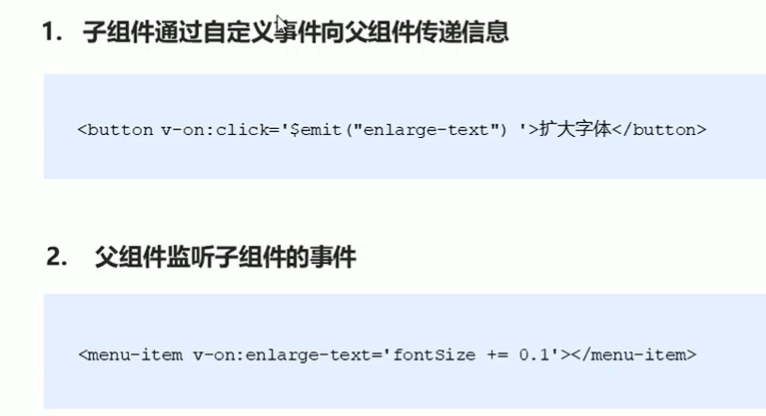 1. 子组件通过自定义事件向父组件传递信息
<button v-on:click='$emit("enlarge-text") '>扩大字体</button>
2. 父组件监听子组件的事件
<menu-item v-on:enlarge-text='fontSize += 0.1'></menu-item>